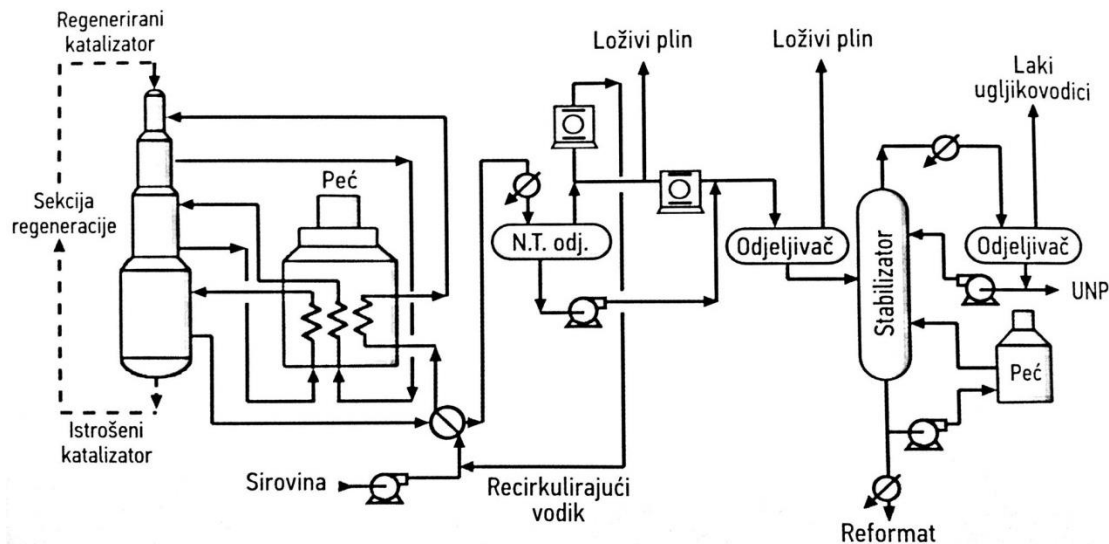 Regenerirani
katalizator
Sekcija
regeneracije
Istrošeni
katalizator
Peć
Sirovina
Recirkulirajući
vodik
N.T. odj.
Loživi plin
Loživi plin
Odjeljivač
Stabilizator
Laki
ugljikovodici
Odjeljivač
UNP
Peć
Reformat